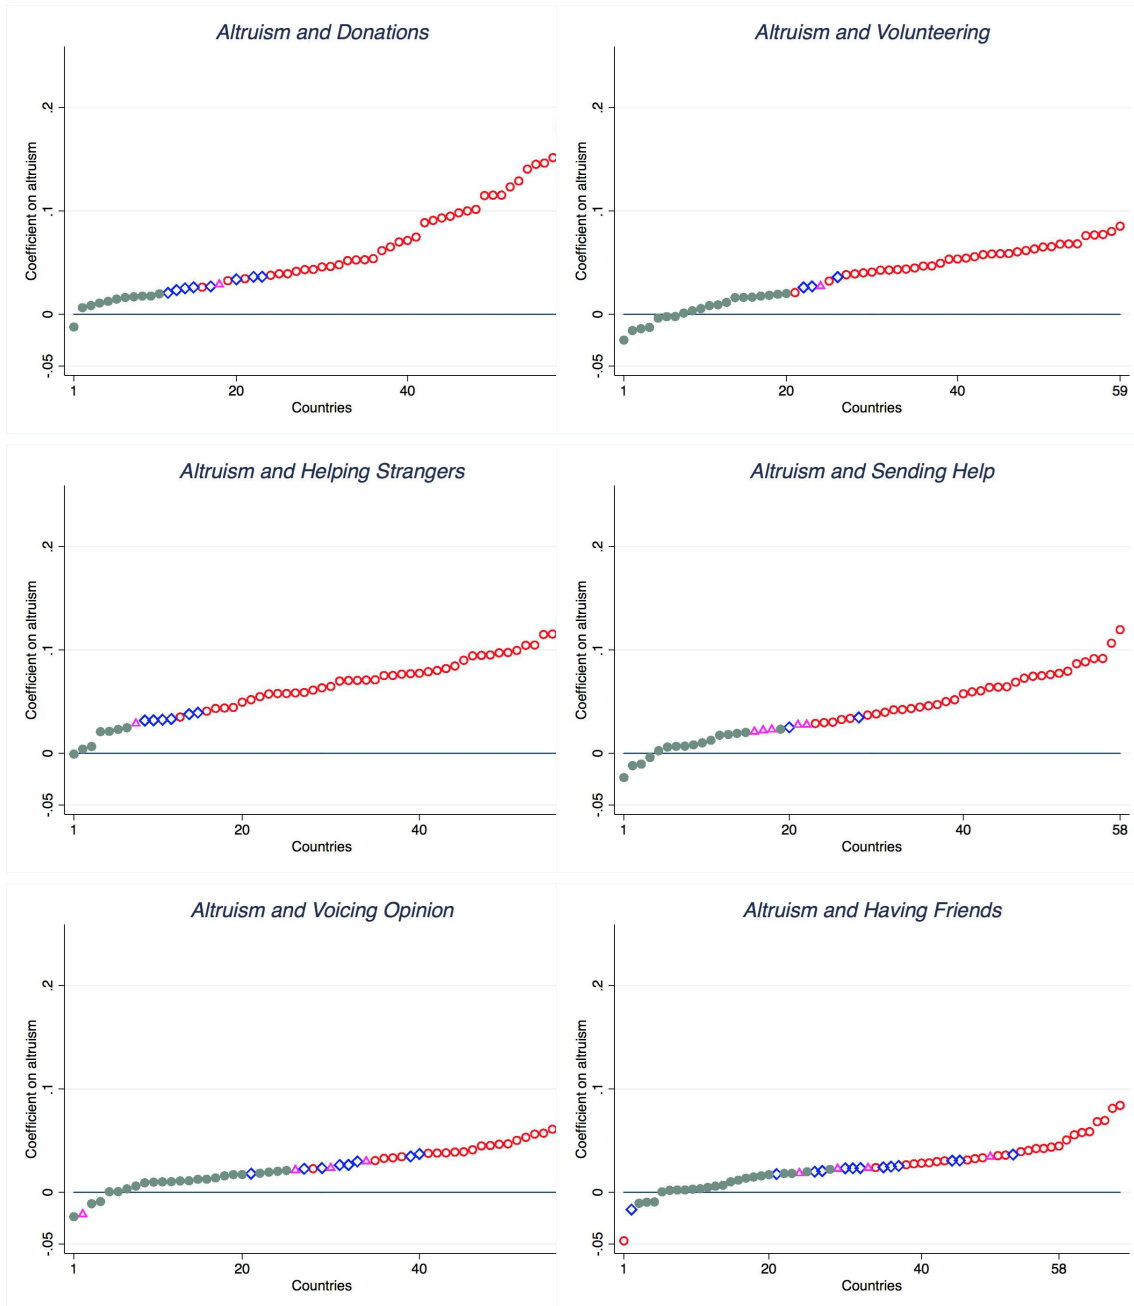 Altruism and Donations
Coefficient on altruism
.2
.1
0
-.05
1
20
40
Countries
Altruism and Volunteering
Coefficient on altruism
.2
.1
0
-.05
1
20
40
59
Countries
Altruism and Helping Strangers
Coefficient on altruism
.2
.1
0
-.05
1
20
40
Countries
Altruism and Sending Help
Coefficient on altruism
.2
.1
0
-.05
1
20
40
58
Countries
Altruism and Voicing Opinion
Coefficient on altruism
.2
.1
0
-.05
1
20
40
Countries
Altruism and Having Friends
Coefficient on altruism
.2
.1
0
-.05
1
20
40
58
Countries